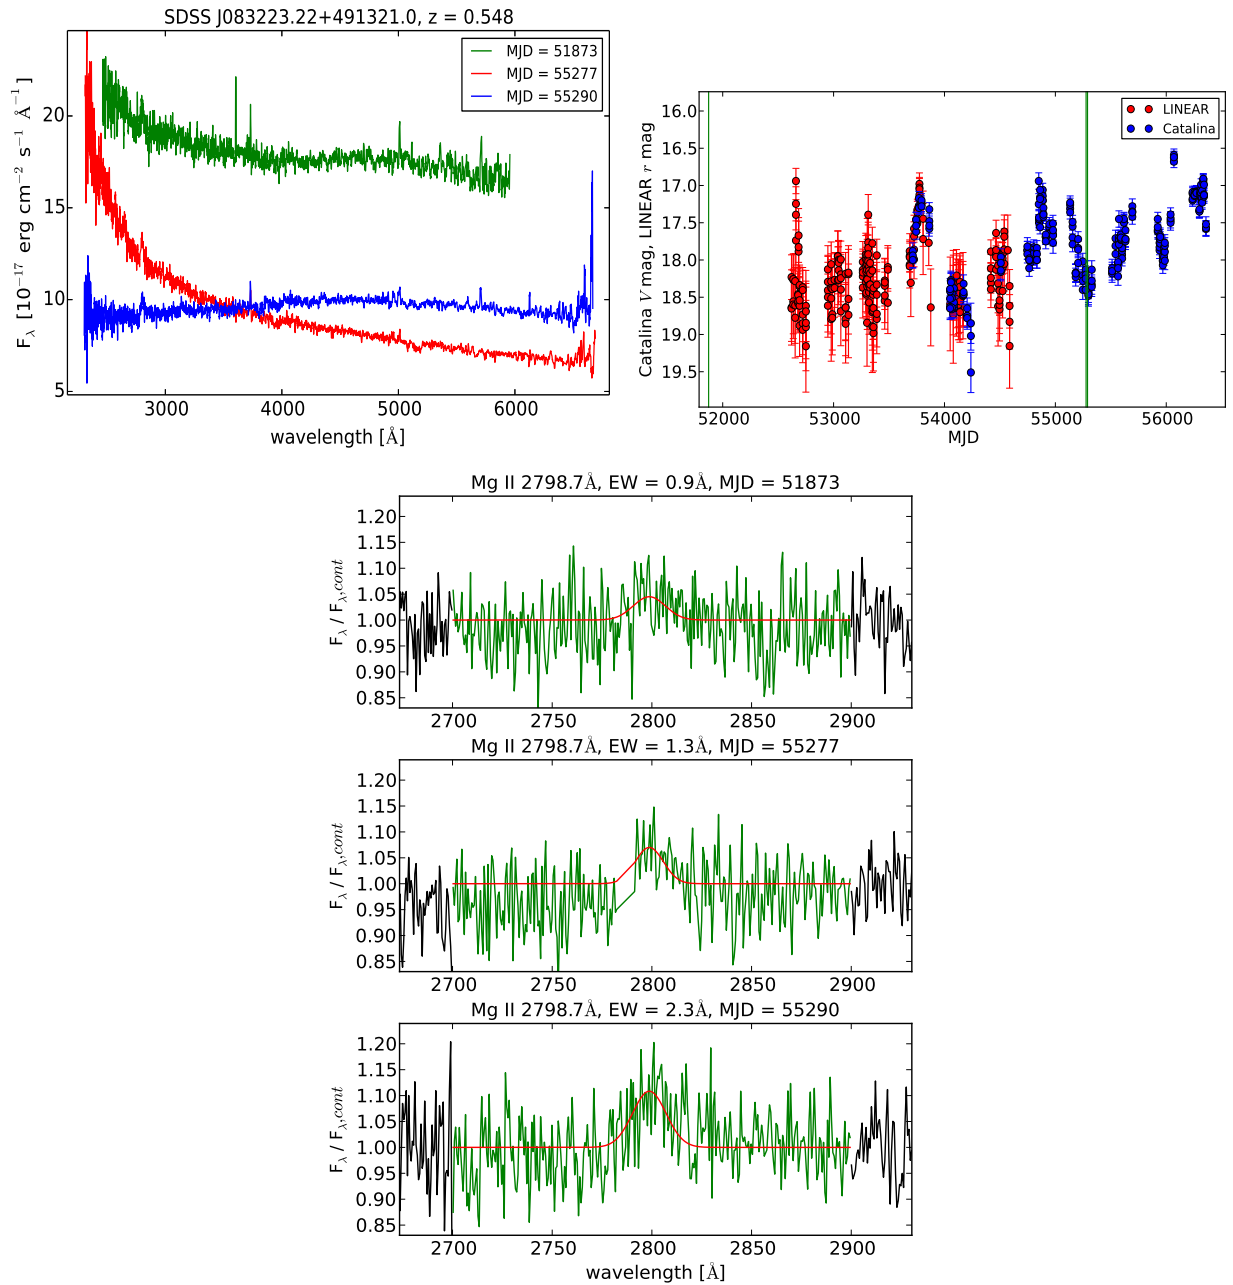 SDSS J083223.22+491321.0, z = 0.548
MJD = 51873
MJD = 55277
MJD = 55290
20
15
10
5
F_λ [10^−17 erg cm^−2 s^−1 Å^−1]
3000 4000 5000 6000
wavelength [Å]
LINEAR
Catalina
16.0
16.5
17.0
17.5
18.0
18.5
19.0
19.5
Catalina V mag, LINEAR r mag
52000 53000 54000 55000 56000
MJD
Mg II 2798.7Å, EW = 0.9Å, MJD = 51873
1.20
1.15
1.10
1.05
1.00
0.95
0.90
0.85
F_λ / F_λ,cont
2700 2750 2800 2850 2900
Mg II 2798.7Å, EW = 1.3Å, MJD = 55277
1.20
1.15
1.10
1.05
1.00
0.95
0.90
0.85
F_λ / F_λ,cont
2700 2750 2800 2850 2900
Mg II 2798.7Å, EW = 2.3Å, MJD = 55290
1.20
1.15
1.10
1.05
1.00
0.95
0.90
0.85
F_λ / F_λ,cont
2700 2750 2800 2850 2900
wavelength [Å]